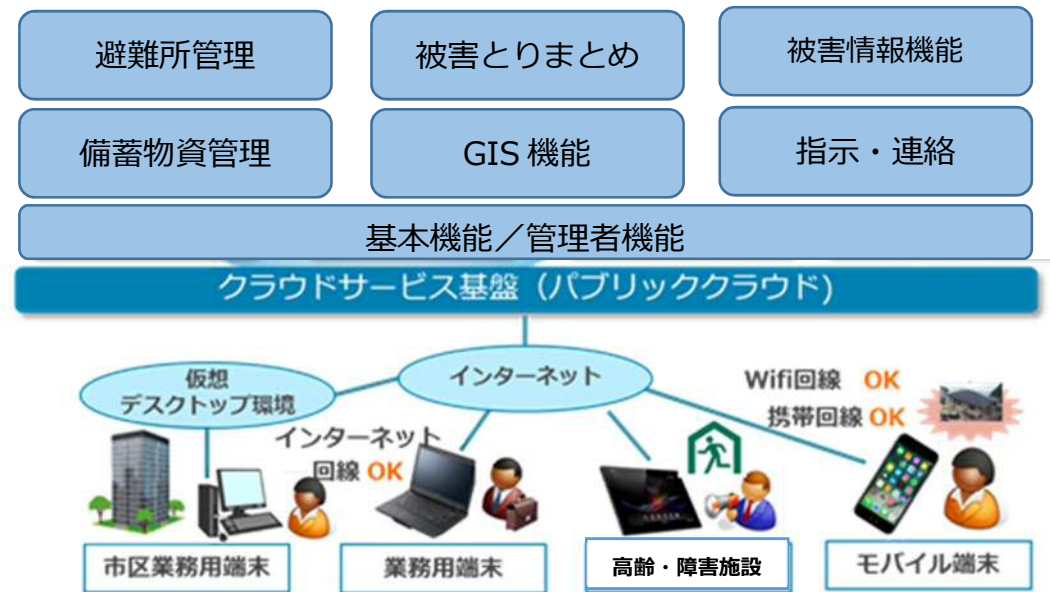 避難所管理
被害とりまとめ
被害情報機能
備蓄物資管理
GIS 機能
指示・連絡
基本機能／管理者機能
クラウドサービス基盤（パブリッククラウド)
仮想
デスクトップ環境
インターネット
Wifi回線 OK
携帯回線 OK
インターネット
回線 OK
市区業務用端末
業務用端末
高齢・障害施設
モバイル端末